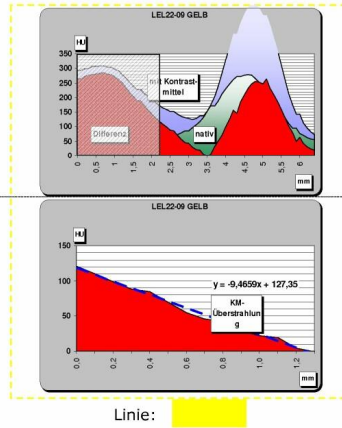 LEL22-09 GELB
HU
350
300
250
200
150
100
50
0
mit Kontrast-
mittel
Differenz
nativ
0 0,5 1 1,5 2 2,5 3 3,5 4 4,5 5 5,5 6
mm
LEL22-09 GELB
HU
150
100
50
0
y = -9,4659x + 127,35
KM-
Überstrahlun
g
0,0 0,2 0,4 0,6 0,8 1,0 1,2
mm
Linie: